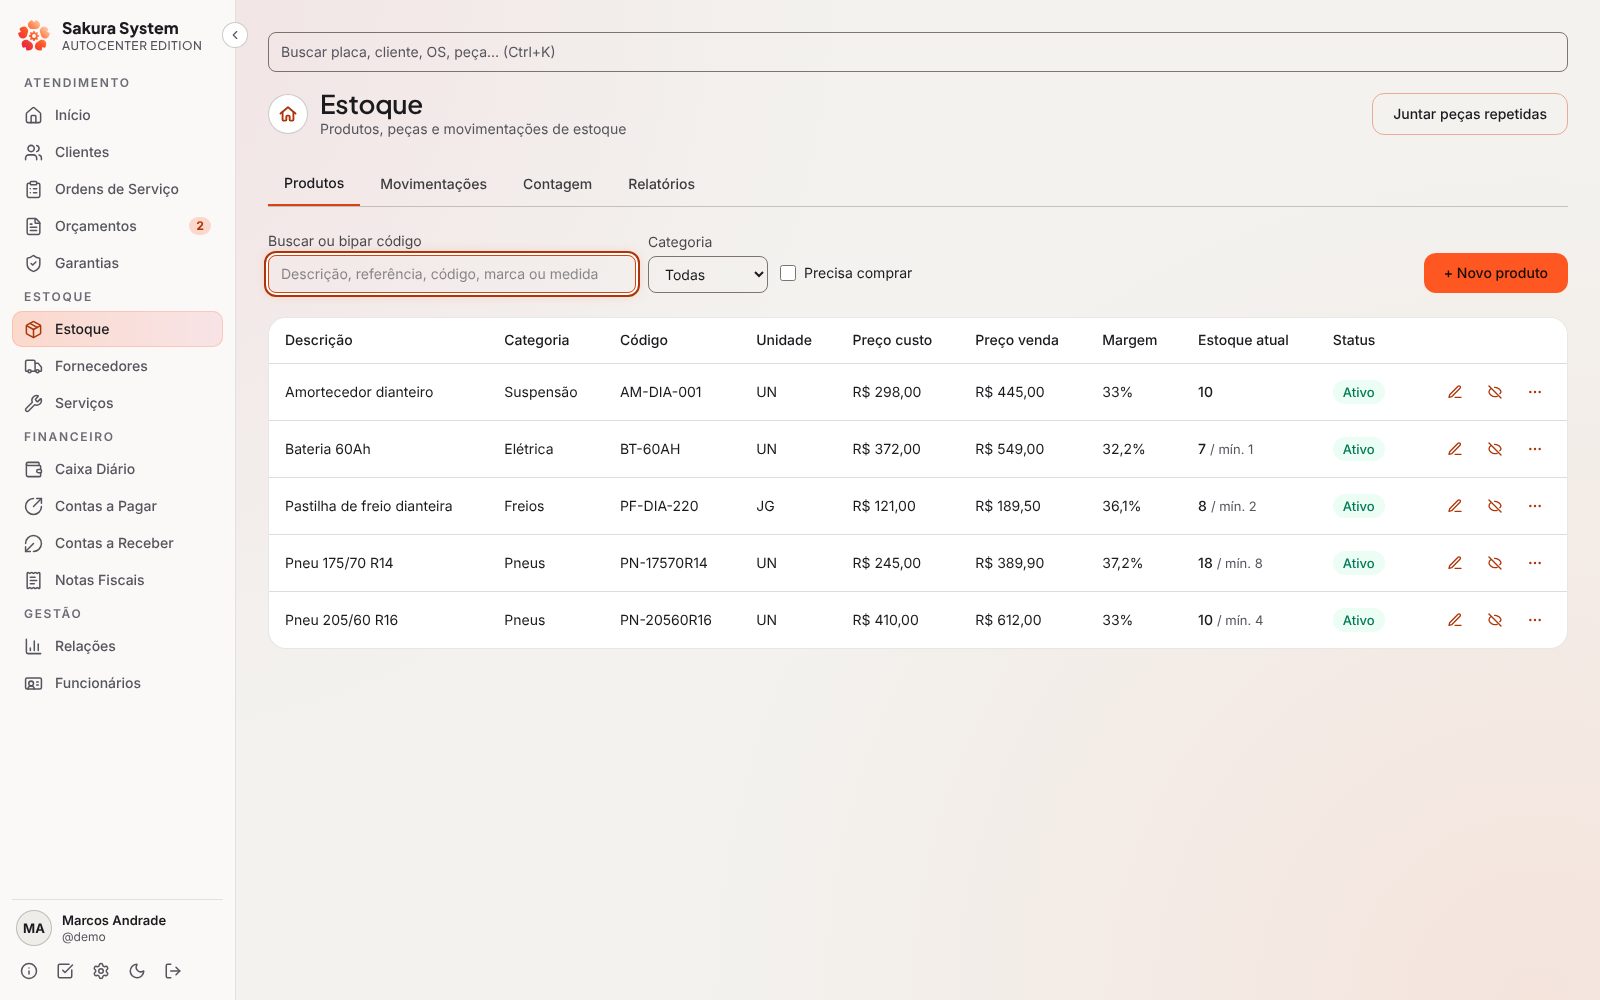 Sakura System
AUTOCENTER EDITION
ATENDIMENTO
Início
Clientes
Ordens de Serviço
Orçamentos 2
Garantias
ESTOQUE
Estoque
Fornecedores
Serviços
FINANCEIRO
Caixa Diário
Contas a Pagar
Contas a Receber
Notas Fiscais
GESTÃO
Relações
Funcionários
MA
Marcos Andrade
@demo
Buscar placa, cliente, OS, peça... (Ctrl+K)
Estoque
Produtos, peças e movimentações de estoque
Juntar peças repetidas
Produtos Movimentações Contagem Relatórios
Buscar ou bipar código
Descrição, referência, código, marca ou medida
Categoria
Todas
Precisa comprar
+ Novo produto
Descrição Categoria Código Unidade Preço custo Preço venda Margem Estoque atual Status
Amortecedor dianteiro Suspensão AM-DIA-001 UN R$ 298,00 R$ 445,00 33% 10 Ativo
Bateria 60Ah Elétrica BT-60AH UN R$ 372,00 R$ 549,00 32,2% 7 / mín. 1 Ativo
Pastilha de freio dianteira Freios PF-DIA-220 JG R$ 121,00 R$ 189,50 36,1% 8 / mín. 2 Ativo
Pneu 175/70 R14 Pneus PN-17570R14 UN R$ 245,00 R$ 389,90 37,2% 18 / mín. 8 Ativo
Pneu 205/60 R16 Pneus PN-20560R16 UN R$ 410,00 R$ 612,00 33% 10 / mín. 4 Ativo